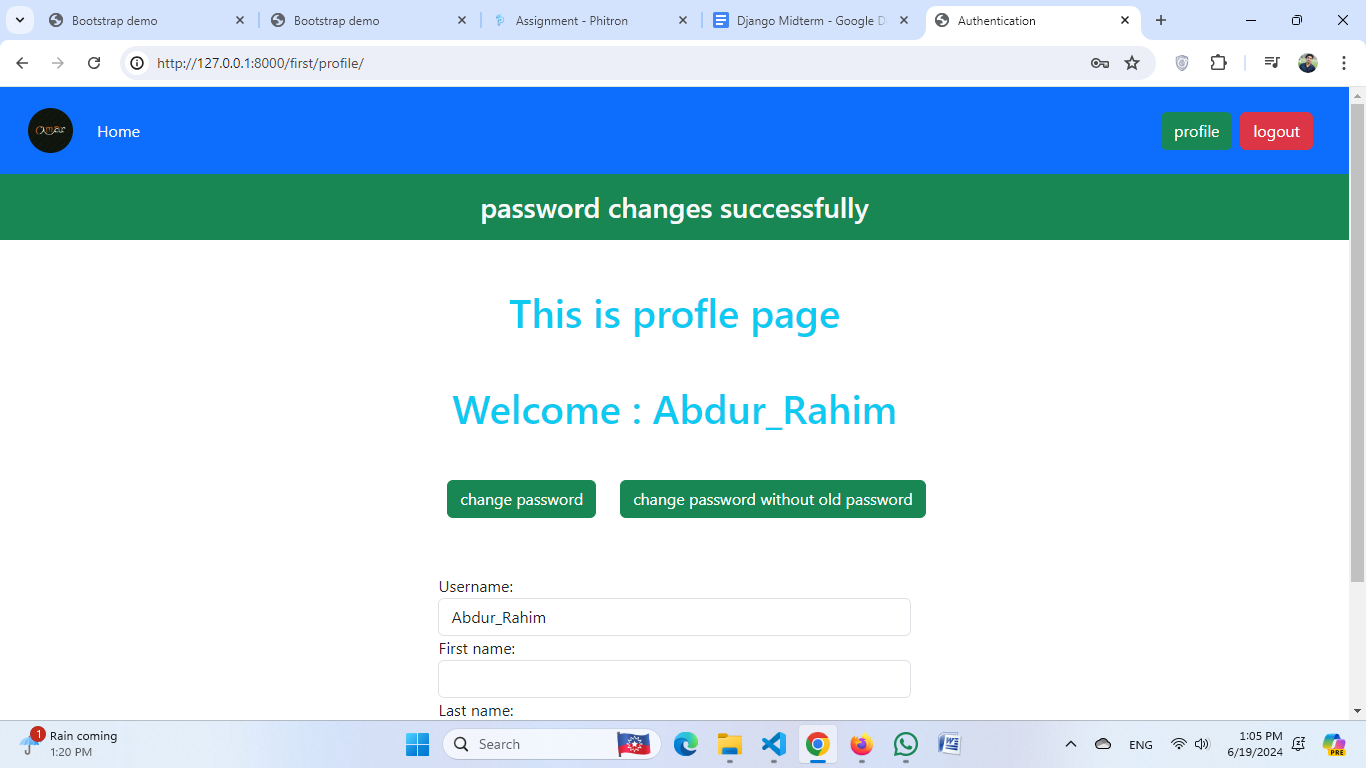 Bootstrap demo
Bootstrap demo
Assignment - Phitron
Django Midterm - Google D
Authentication
http://127.0.0.1:8000/first/profile/
Home
profile
logout
password changes successfully
This is profle page
Welcome : Abdur_Rahim
change password
change password without old password
Username:
Abdur_Rahim
First name:
Last name:
1
Rain coming
1:20 PM
Search
ENG
1:05 PM
6/19/2024
PRE